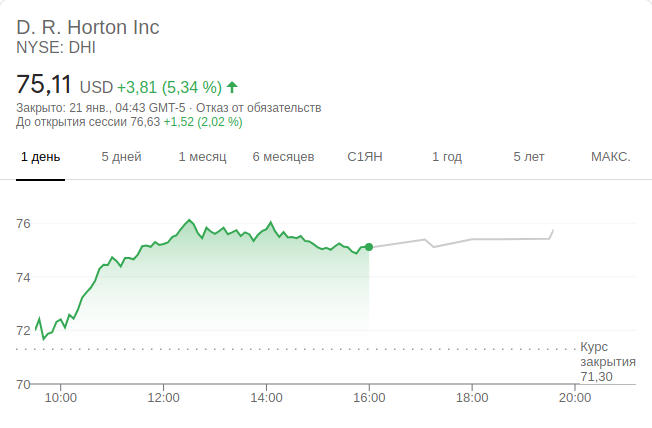 D. R. Horton Inc
NYSE: DHI
75,11 USD +3,81 (5,34 %)
Закрыто: 21 янв., 04:43 GMT-5 · Отказ от обязательств
До открытия сессии 76,63 +1,52 (2,02 %)
1 день 5 дней 1 месяц 6 месяцев С1ЯН 1 год 5 лет МАКС.
76
74
72
Курс
закрытия
71,30
70
10:00 12:00 14:00 16:00 18:00 20:00